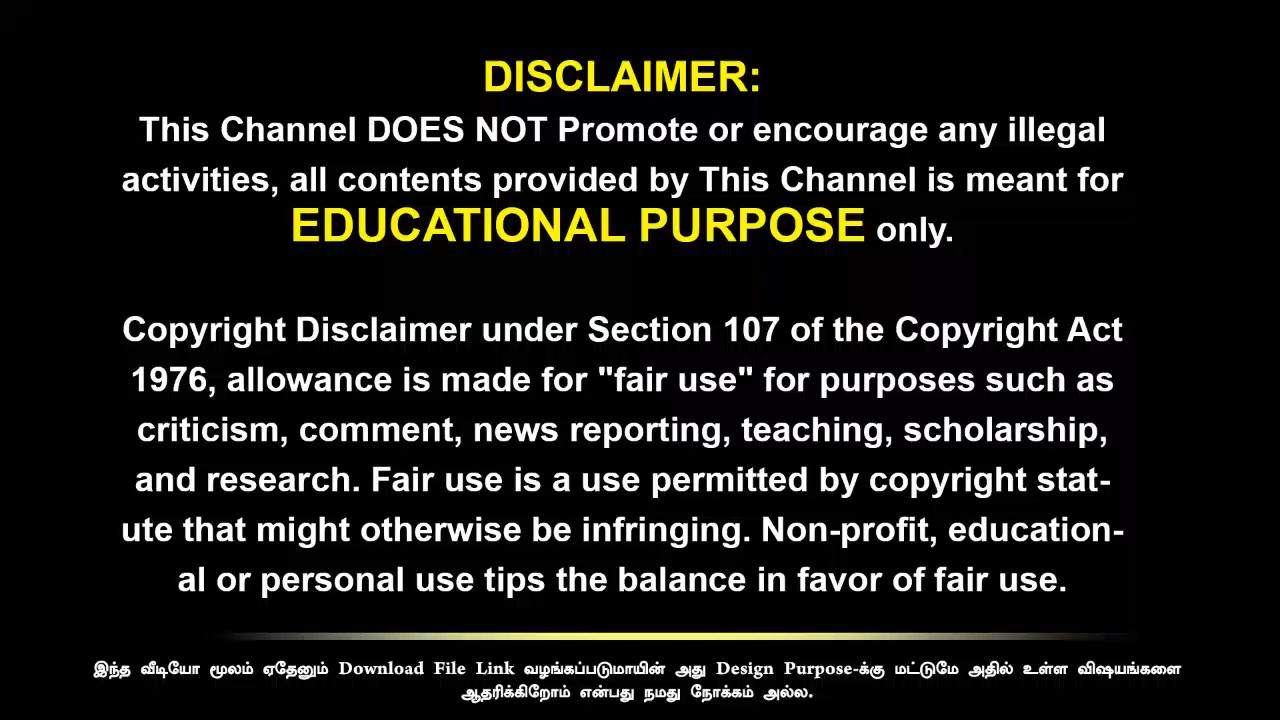 DISCLAIMER:
This Channel DOES NOT Promote or encourage any illegal
activities, all contents provided by This Channel is meant for
EDUCATIONAL PURPOSE only.
Copyright Disclaimer under Section 107 of the Copyright Act
1976, allowance is made for "fair use" for purposes such as
criticism, comment, news reporting, teaching, scholarship,
and research. Fair use is a use permitted by copyright stat-
ute that might otherwise be infringing. Non-profit, education-
al or personal use tips the balance in favor of fair use.
இந்த வீடியோ மூலம் ஏதேனும் Download File Link வழங்கப்படுமாயின் அது Design Purpose-க்கு மட்டுமே அதில் உள்ள விஷயங்களை
ஆதரிக்கிறோம் என்பது நமது நோக்கம் அல்ல.